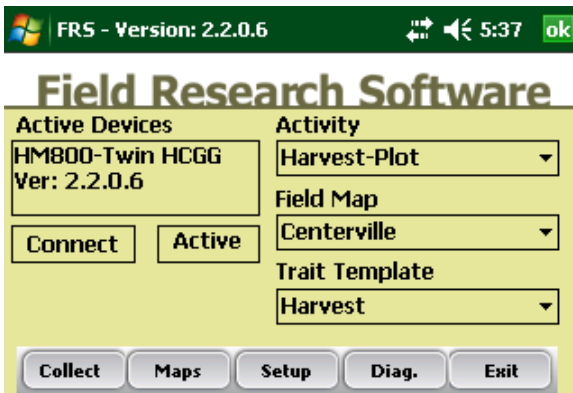 FRS - Version: 2.2.0.6 5:37 ok
Field Research Software
Active Devices
HM800-Twin HCGG
Ver: 2.2.0.6
Connect Active
Activity
Harvest-Plot
Field Map
Centerville
Trait Template
Harvest
Collect Maps Setup Diag. Exit